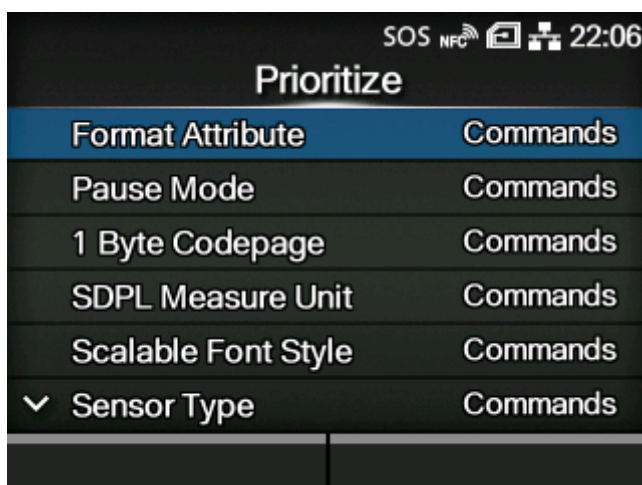 SOS NFC 22:06
Prioritize
Format Attribute Commands
Pause Mode Commands
1 Byte Codepage Commands
SDPL Measure Unit Commands
Scalable Font Style Commands
Sensor Type Commands